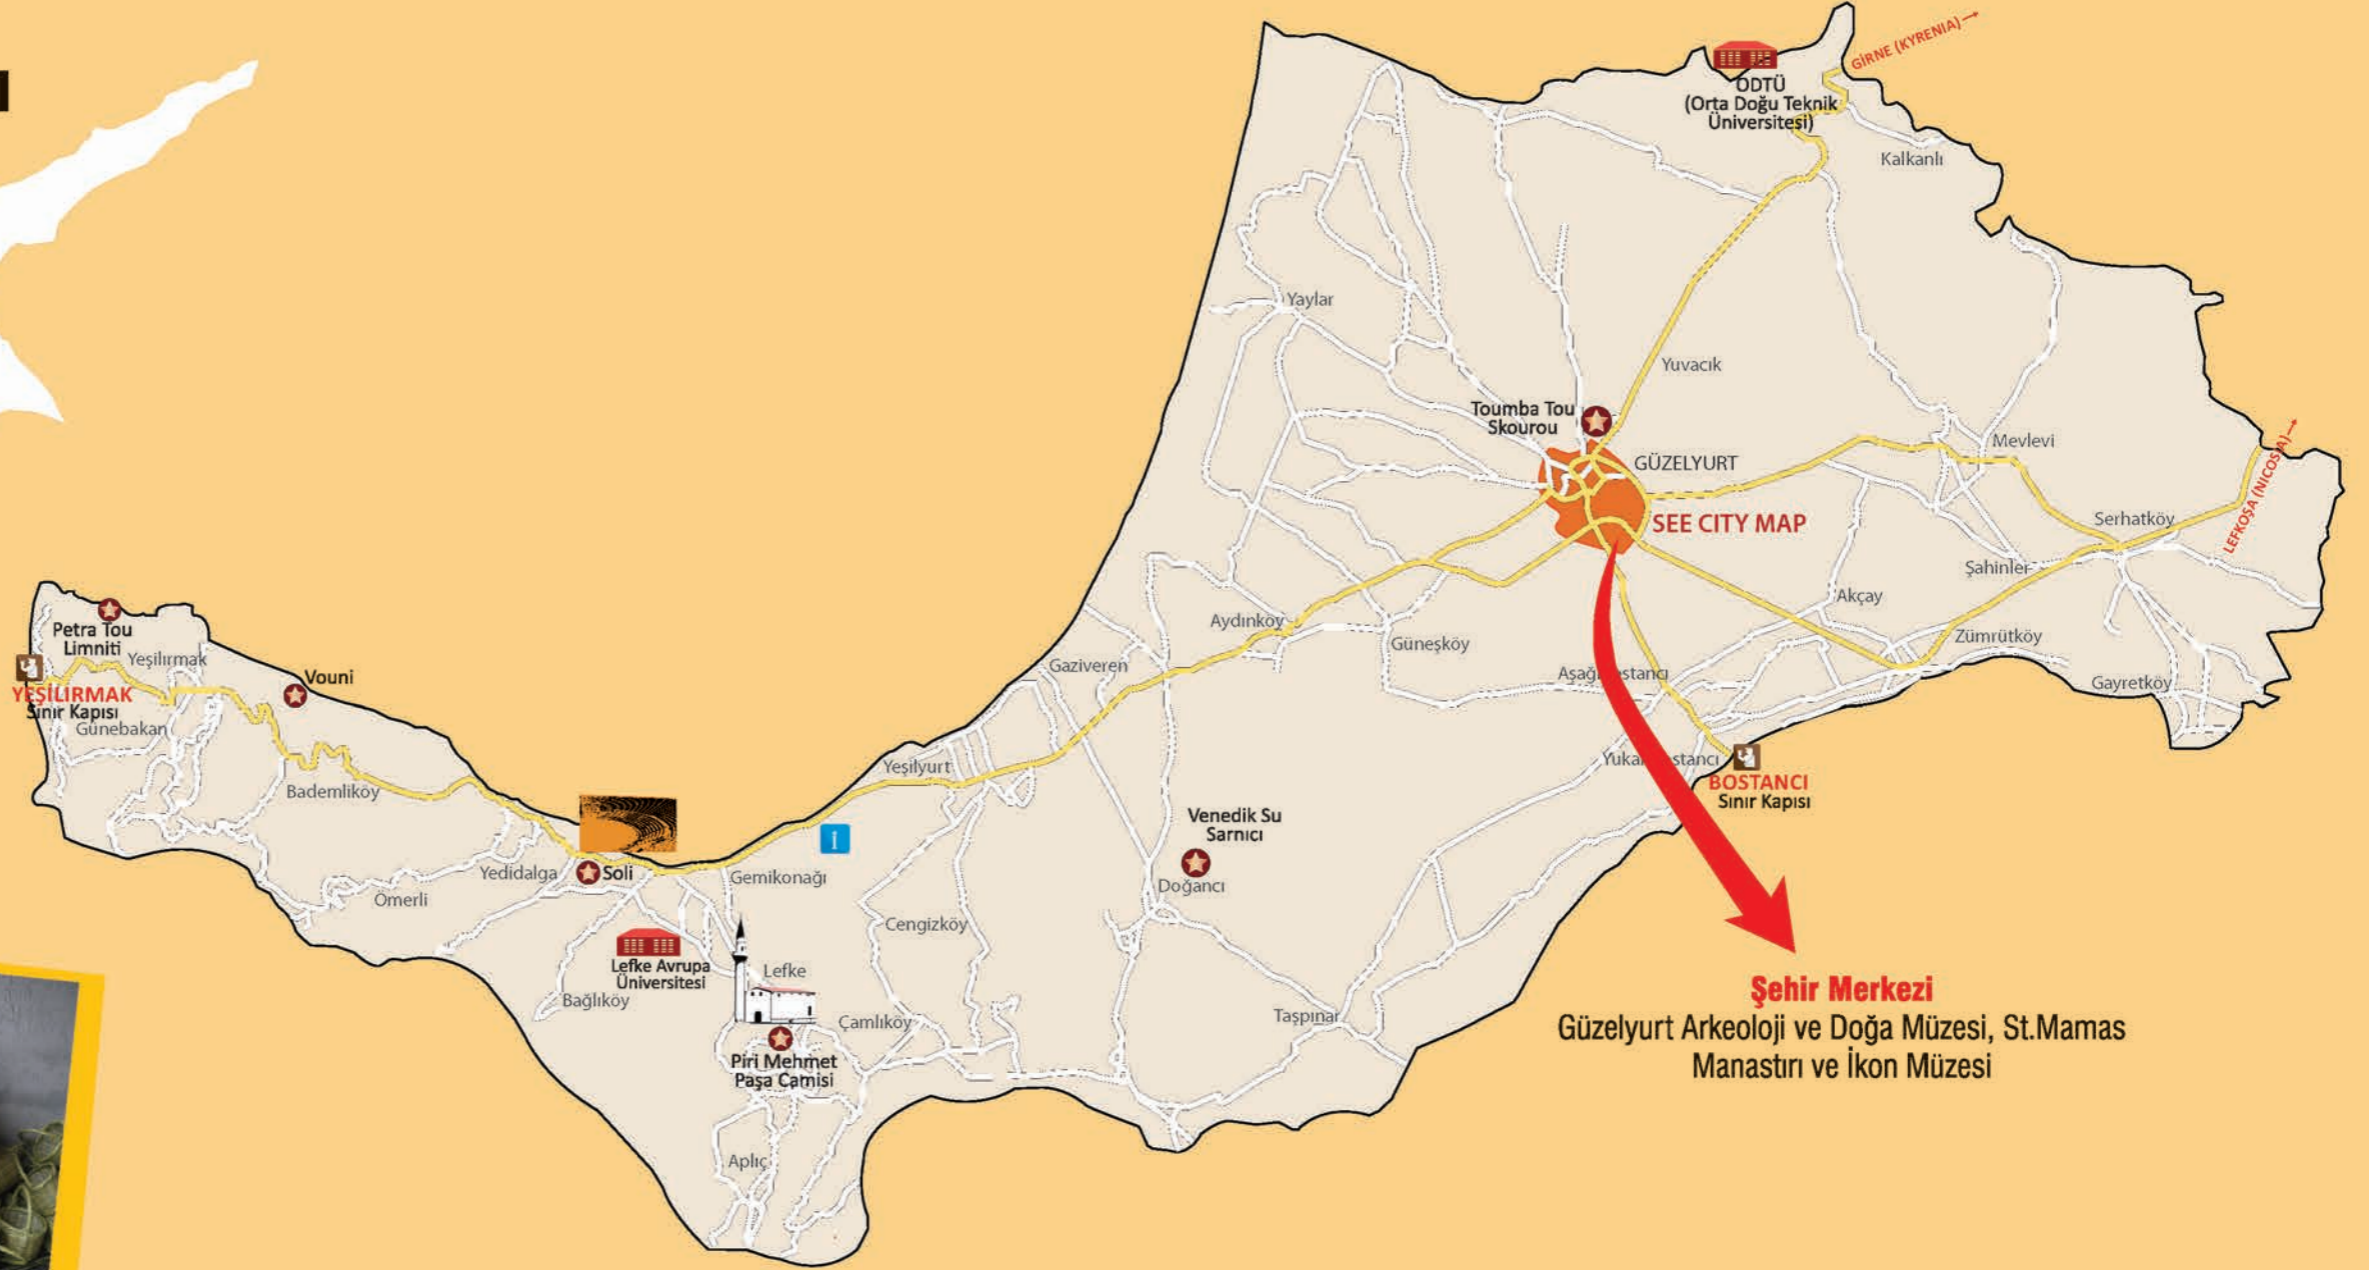 GİRNE (KYRENIA)→
ODTÜ
(Orta Doğu Teknik
Üniversitesi)
Kalkanlı
Yaylar
Yuvacık
Toumba Tou
Skourou
GÜZELYURT
Mevlevi
SEE CITY MAP
Serhatköy
LEFKOŞA (NICOSIA)→
Şahinler
Akçay
Zümrütköy
Gayretköy
Aydınköy
Güneşköy
Gaziveren
Petra Tou
Limniti
Yeşilırmak
Vouni
YEŞİLIRMAK
Sınır Kapısı
Günebakan
Bademliköy
Yeşilyurt
BOSTANCI
Sınır Kapısı
i
Venedik Su
Sarnıcı
Doğancı
Yedidalga
Soli
Gemikonağı
Ömerli
Cengizköy
Lefke Avrupa
Üniversitesi
Lefke
Bağlıköy
Çamlıköy
Taşpınar
Piri Mehmet
Paşa Camisi
Aplıç
Şehir Merkezi
Güzelyurt Arkeoloji ve Doğa Müzesi, St.Mamas
Manastırı ve İkon Müzesi